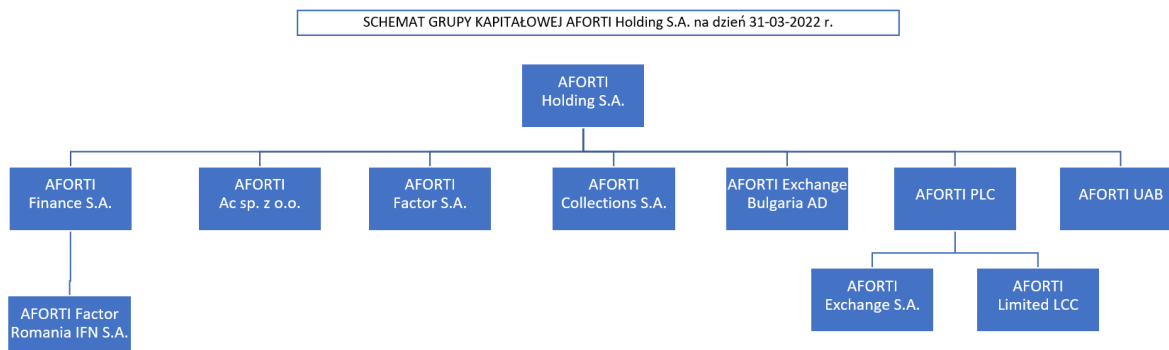 SCHEMAT GRUPY KAPITAŁOWEJ AFORTI Holding S.A. na dzień 31-03-2022 r.
AFORTI
Holding S.A.
AFORTI
Finance S.A.
AFORTI
Ac sp. z o.o.
AFORTI
Factor S.A.
AFORTI
Collections S.A.
AFORTI Exchange
Bulgaria AD
AFORTI PLC
AFORTI UAB
AFORTI Factor
Romania IFN S.A.
AFORTI
Exchange S.A.
AFORTI
Limited LCC